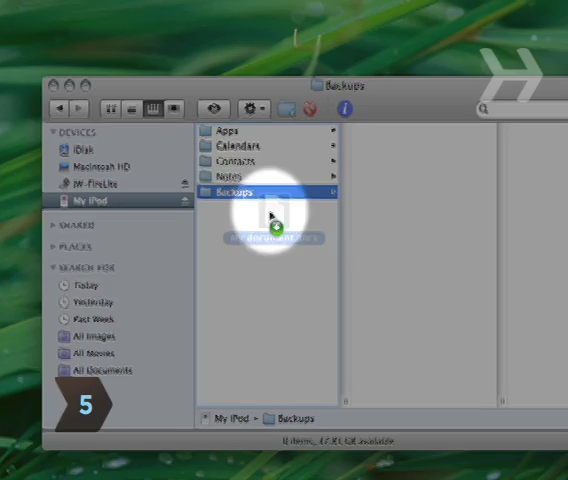 Backups
DEVICES
iDisk
Macintosh HD
JW-FireLite
My iPod
SHARED
PLACES
SEARCH FOR
Today
Yesterday
Past Week
All Images
All Movies
All Documents
Apps
Calendars
Contacts
Notes
Backups
My iPod ▸ Backups
5